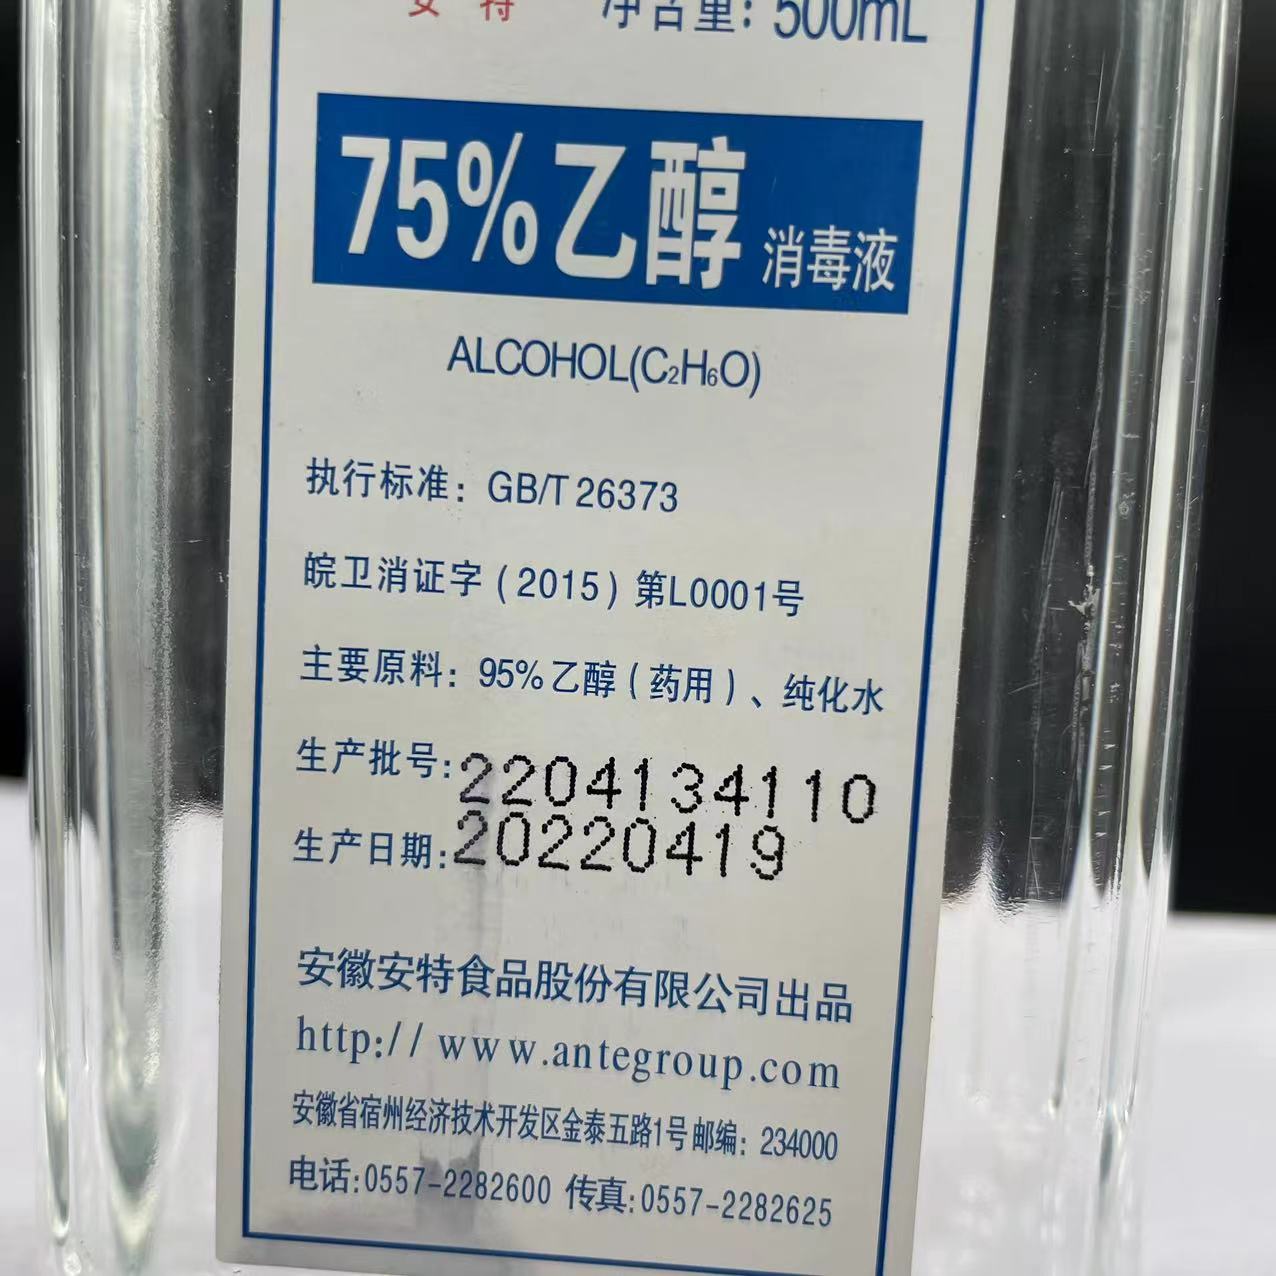 安特 净含量: 500mL
75%乙醇 消毒液
ALCOHOL(C₂H₆O)
执行标准: GB/T 26373
皖卫消证字(2015)第L0001号
主要原料: 95%乙醇(药用)、纯化水
生产批号:2204134110
生产日期:20220419
安徽安特食品股份有限公司出品
http://www.antegroup.com
安徽省宿州经济技术开发区金泰五路1号 邮编: 234000
电话:0557-2282600 传真:0557-2282625